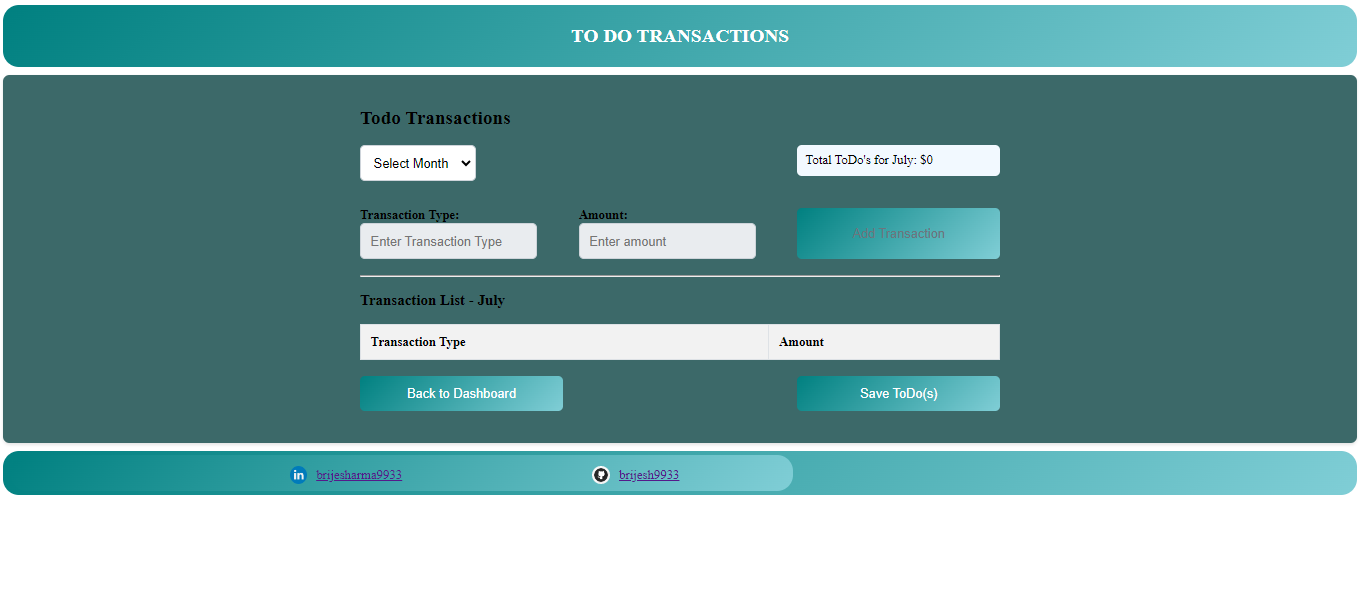 TO DO TRANSACTIONS
Todo Transactions
Select Month
Total ToDo's for July: $0
Transaction Type:
Amount:
Enter Transaction Type
Enter amount
Add Transaction
Transaction List - July
Transaction Type
Amount
Back to Dashboard
Save ToDo(s)
in
brijesharma9933
brijesh9933